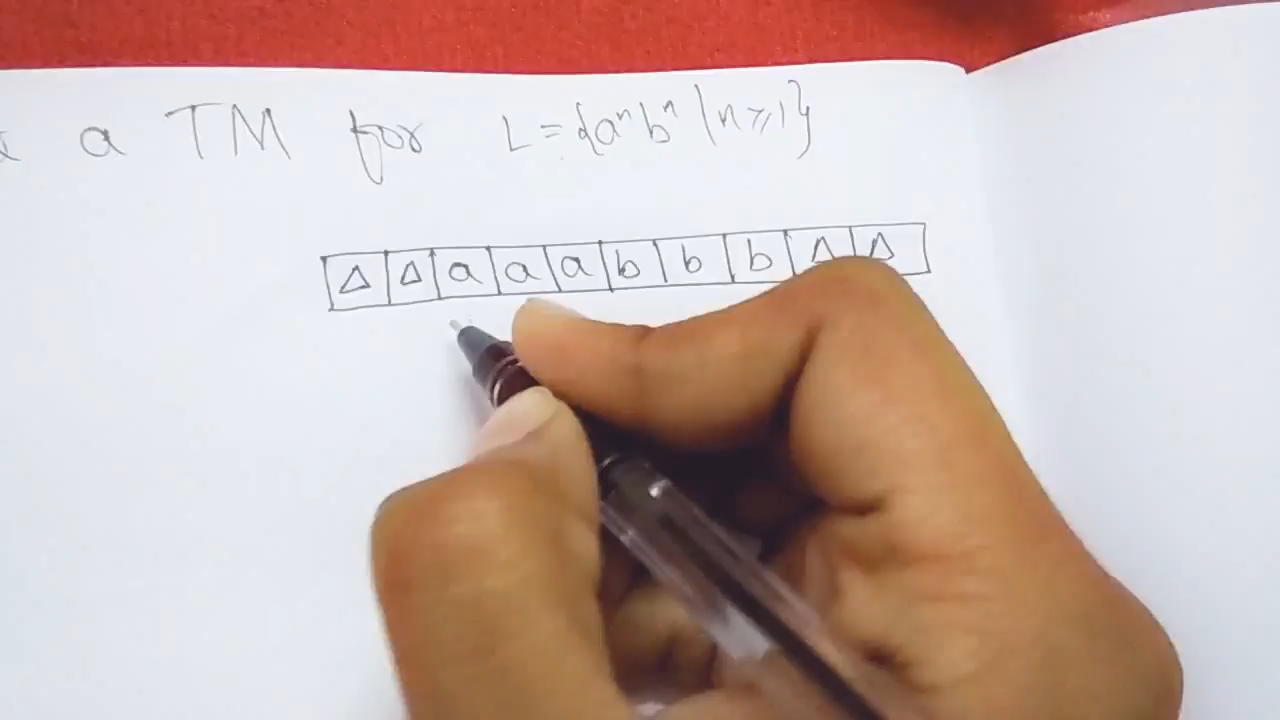 a TM for L = {aⁿbⁿ | n ≥ 1}
Δ Δ a a a b b b Δ Δ